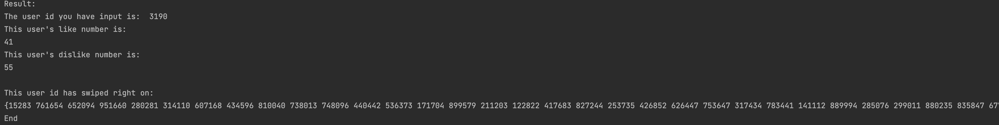 Result:
The user id you have input is:  3190
This user's like number is:
41
This user's dislike number is:
55
This user id has swiped right on:
{15283 761654 652094 951660 280281 314110 607168 434596 810040 738013 748096 440442 536373 171704 899579 211203 122822 417683 827244 253735 426852 626447 753647 317434 783441 141112 889994 285076 299011 880235 835847
End